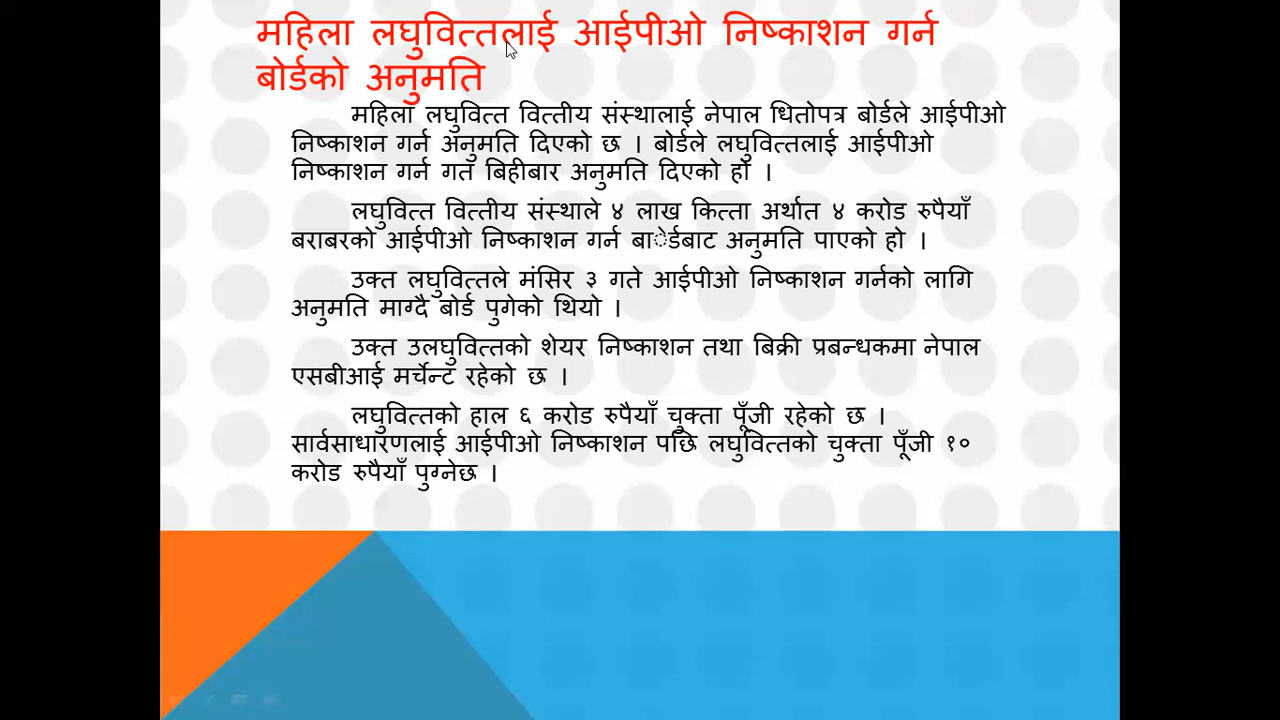 महिला लघुवित्तलाई आईपीओ निष्काशन गर्न
बोर्डको अनुमति
महिला लघुवित्त वित्तीय संस्थालाई नेपाल धितोपत्र बोर्डले आईपीओ
निष्काशन गर्न अनुमति दिएको छ । बोर्डले लघुवित्तलाई आईपीओ
निष्काशन गर्न गत बिहीबार अनुमति दिएको हो ।
लघुवित्त वित्तीय संस्थाले ४ लाख कित्ता अर्थात ४ करोड रुपैयाँ
बराबरको आईपीओ निष्काशन गर्न बाेर्डबाट अनुमति पाएको हो ।
उक्त लघुवित्तले मंसिर ३ गते आईपीओ निष्काशन गर्नको लागि
अनुमति माग्दै बोर्ड पुगेको थियो ।
उक्त उलघुवित्तको शेयर निष्काशन तथा बिक्री प्रबन्धकमा नेपाल
एसबीआई मर्चेन्ट रहेको छ ।
लघुवित्तको हाल ६ करोड रुपैयाँ चुक्ता पूँजी रहेको छ ।
सार्वसाधारणलाई आईपीओ निष्काशन पछि लघुवित्तको चुक्ता पूँजी १०
करोड रुपैयाँ पुग्नेछ ।